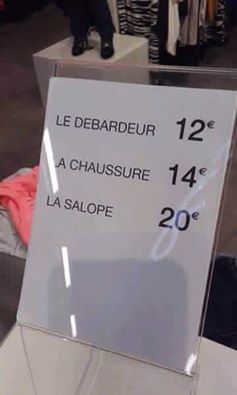 LE DEBARDEUR 12€
LA CHAUSSURE 14€
LA SALOPE 20€